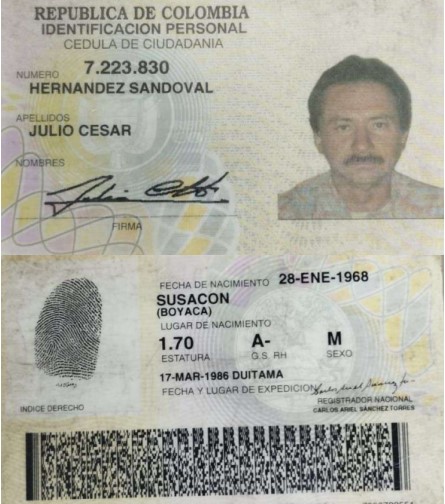 REPUBLICA DE COLOMBIA
IDENTIFICACION PERSONAL
CEDULA DE CIUDADANIA
NUMERO 7.223.830
HERNANDEZ SANDOVAL
APELLIDOS
JULIO CESAR
NOMBRES
FIRMA
FECHA DE NACIMIENTO 28-ENE-1968
SUSACON
(BOYACA)
LUGAR DE NACIMIENTO
1.70 A- M
ESTATURA G.S. RH SEXO
17-MAR-1986 DUITAMA
FECHA Y LUGAR DE EXPEDICION
INDICE DERECHO
REGISTRADOR NACIONAL
CARLOS ARIEL SÁNCHEZ TORRES